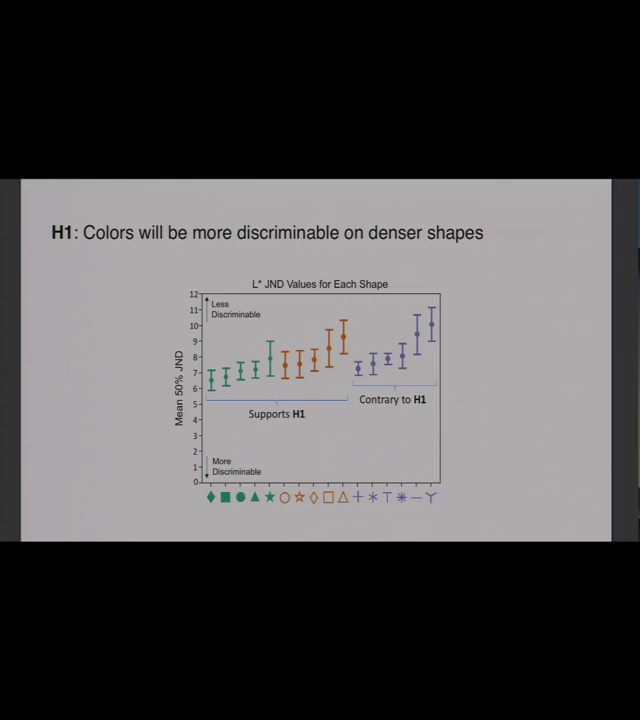 H1: Colors will be more discriminable on denser shapes
L* JND Values for Each Shape
12
11
10
9
8
7
6
5
4
3
2
1
0
Mean 50% JND
Less
Discriminable
Supports H1
Contrary to H1
More
Discriminable